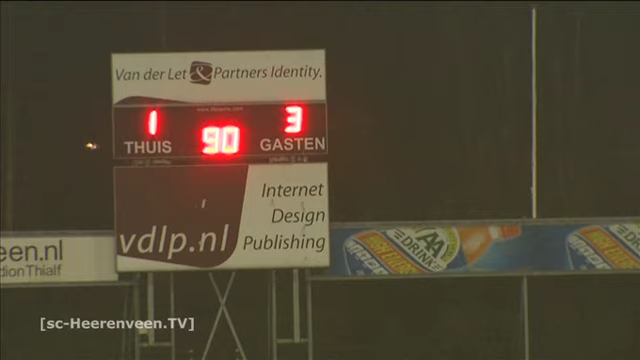 Van der Let & Partners Identity.
1 90 3
THUIS GASTEN
Internet
Design
Publishing
vdlp.nl
een.nl
dion Thialf
AA
DRINK
[sc-Heerenveen.TV]